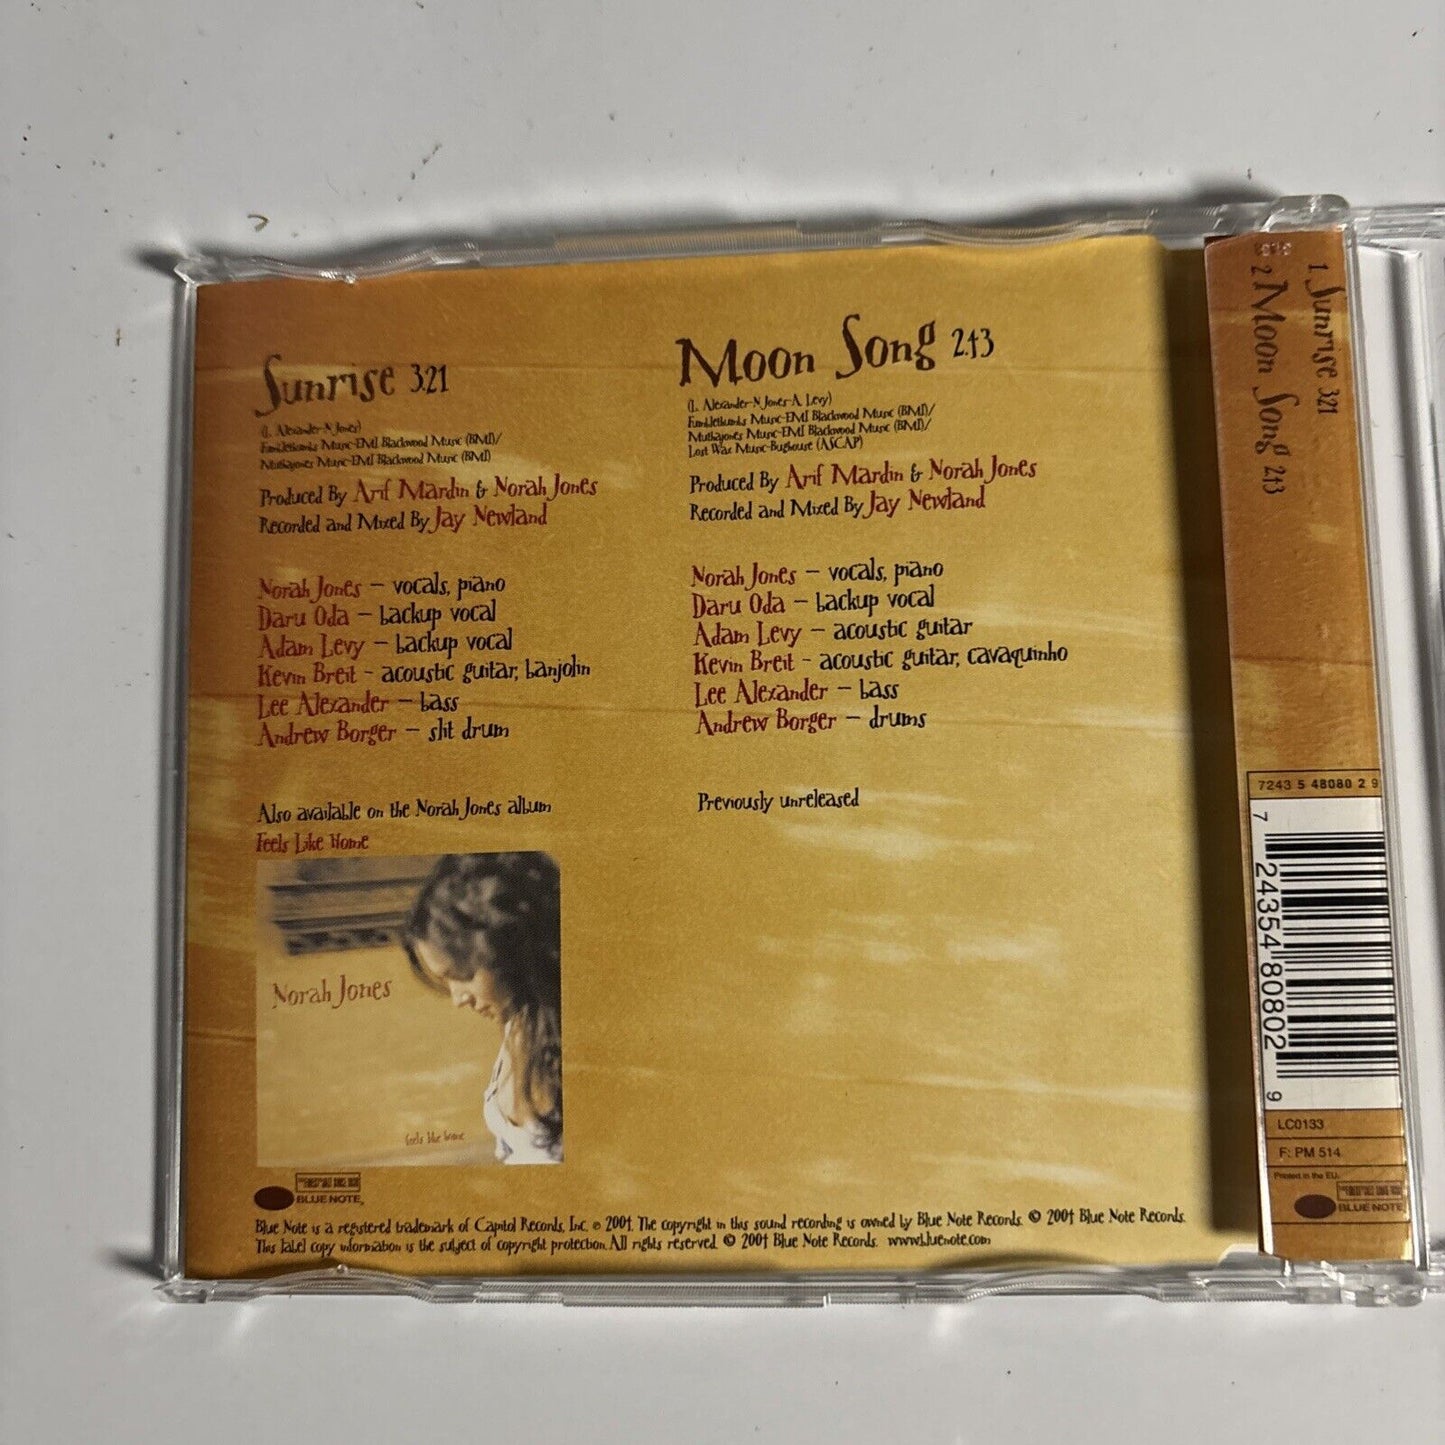 Sunrise 3:21
(L. Alexander-N. Jones)
Fumblethumbs Music-EMI Blackwood Music (BMI)/
Muthajones Music-EMI Blackwood Music (BMI)
Produced By Arif Mardin & Norah Jones
Recorded and Mixed By Jay Newland
Norah Jones – vocals, piano
Daru Oda – backup vocal
Adam Levy – backup vocal
Kevin Breit - acoustic guitar, banjolin
Lee Alexander – bass
Andrew Borger – slit drum
Also available on the Norah Jones album
Feels Like Home
Norah Jones
feels like home
Moon Song 2:43
(L. Alexander-N. Jones-A. Levy)
Fumblethumbs Music-EMI Blackwood Music (BMI)/
Muthajones Music-EMI Blackwood Music (BMI)/
Lost Wax Music-Bughouse (ASCAP)
Produced By Arif Mardin & Norah Jones
Recorded and Mixed By Jay Newland
Norah Jones – vocals, piano
Daru Oda – backup vocal
Adam Levy – acoustic guitar
Kevin Breit - acoustic guitar, cavaquinho
Lee Alexander – bass
Andrew Borger – drums
Previously unreleased
BLUE NOTE
Blue Note is a registered trademark of Capitol Records, Inc. ℗ 2004. The copyright in this sound recording is owned by Blue Note Records. © 2004 Blue Note Records.
This label copy information is the subject of copyright protection. All rights reserved. © 2004 Blue Note Records. www.bluenote.com
1. Sunrise 3:21
2. Moon Song 2:43
7243 5 48080 2 9
7 24354 80802 9
LC0133
F: PM 514
Printed in the EU.
BLUE NOTE